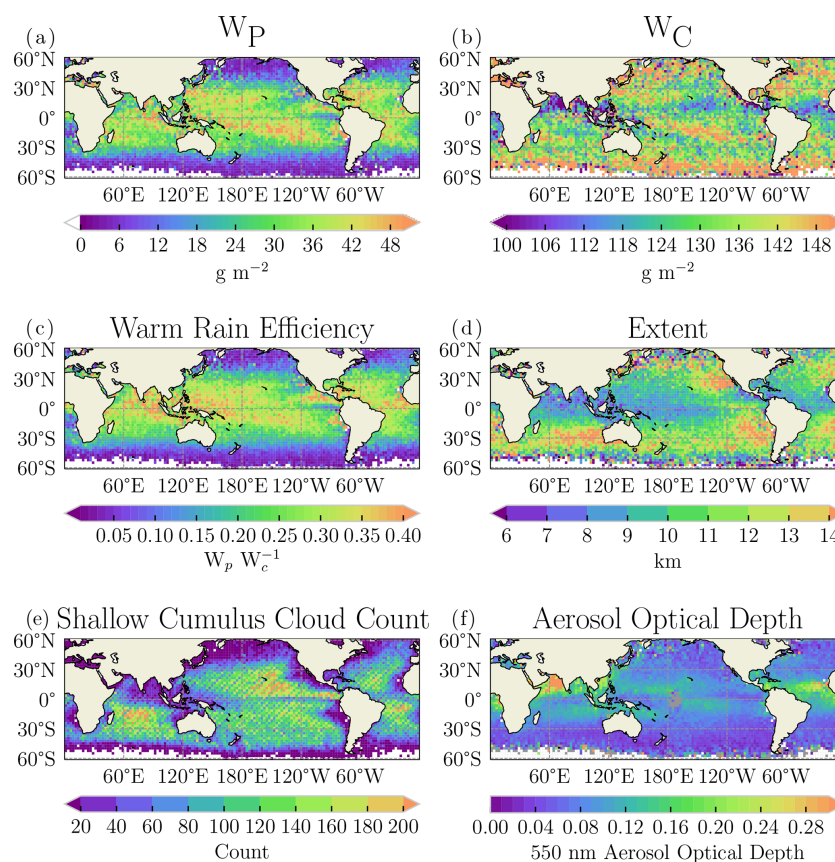 (a) W_P
60°N
30°N
0°
30°S
60°S
60°E 120°E 180°W 120°W 60°W
0 6 12 18 24 30 36 42 48
g m⁻²
(b) W_C
60°N
30°N
0°
30°S
60°S
60°E 120°E 180°W 120°W 60°W
100 106 112 118 124 130 136 142 148
g m⁻²
(c) Warm Rain Efficiency
60°N
30°N
0°
30°S
60°S
60°E 120°E 180°W 120°W 60°W
0.05 0.10 0.15 0.20 0.25 0.30 0.35 0.40
W_p W_c⁻¹
(d) Extent
60°N
30°N
0°
30°S
60°S
60°E 120°E 180°W 120°W 60°W
6 7 8 9 10 11 12 13 14
km
(e) Shallow Cumulus Cloud Count
60°N
30°N
0°
30°S
60°S
60°E 120°E 180°W 120°W 60°W
20 40 60 80 100 120 140 160 180 200
Count
(f) Aerosol Optical Depth
60°N
30°N
0°
30°S
60°S
60°E 120°E 180°W 120°W 60°W
0.00 0.04 0.08 0.12 0.16 0.20 0.24 0.28
550 nm Aerosol Optical Depth